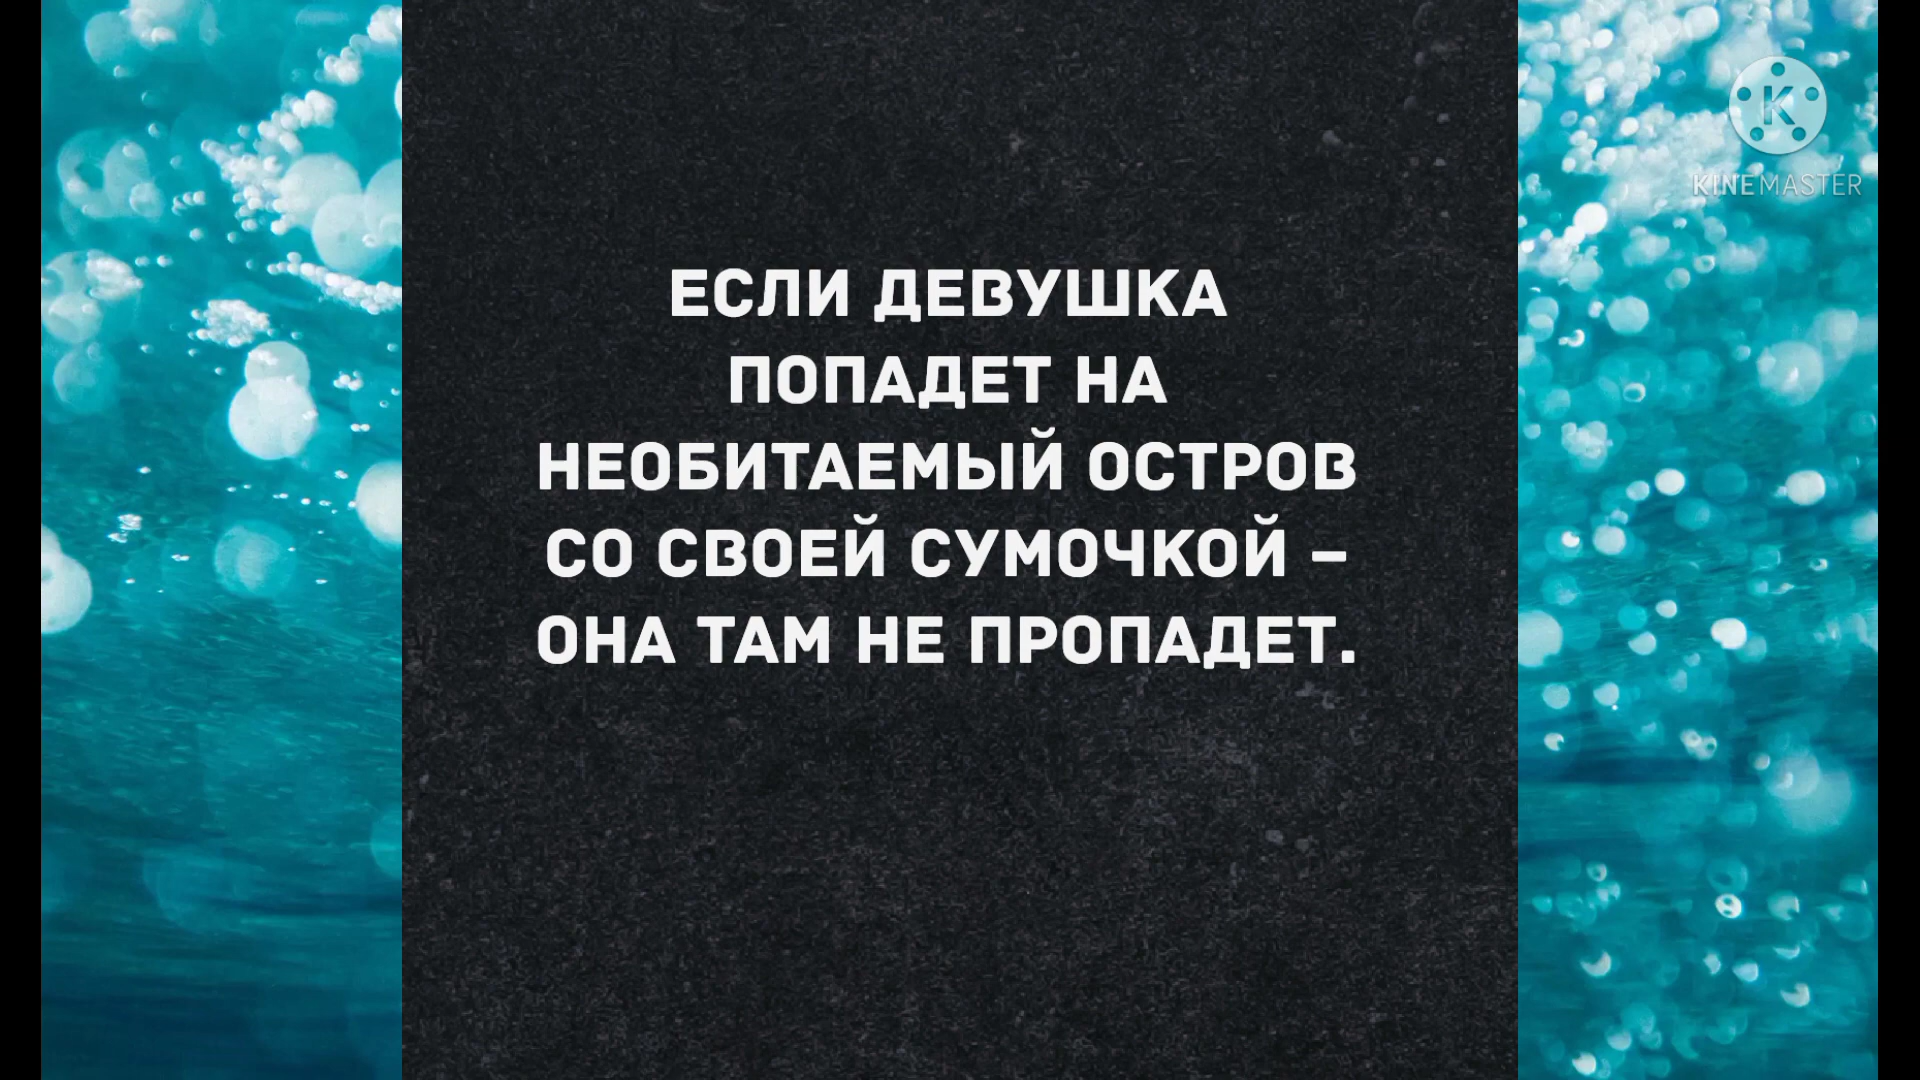 ЕСЛИ ДЕВУШКА
ПОПАДЕТ НА
НЕОБИТАЕМЫЙ ОСТРОВ
СО СВОЕЙ СУМОЧКОЙ –
ОНА ТАМ НЕ ПРОПАДЕТ.
K
KINEMASTER